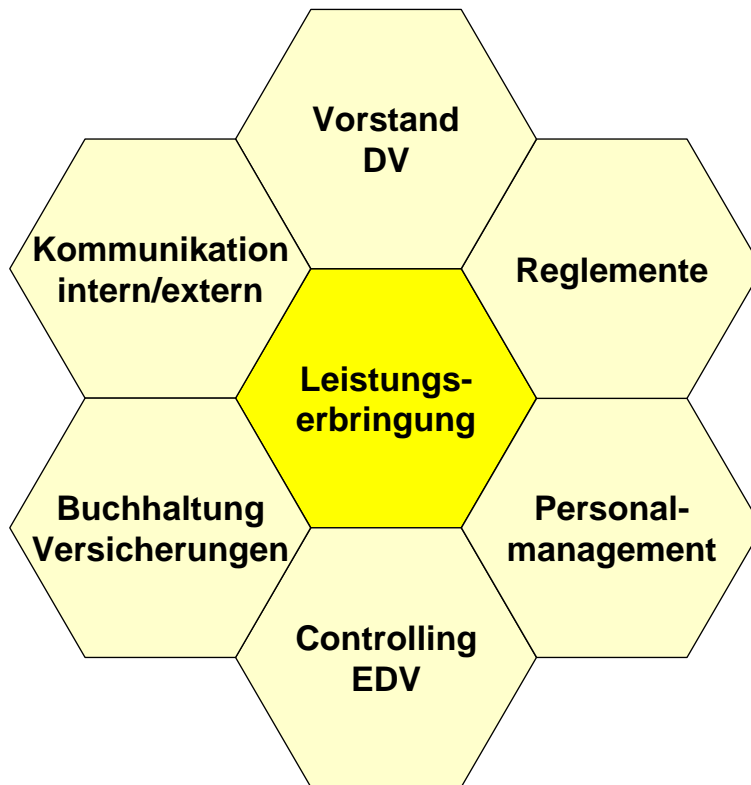 Vorstand
DV
Kommunikation
intern/extern
Reglemente
Leistungs-
erbringung
Buchhaltung
Versicherungen
Personal-
management
Controlling
EDV